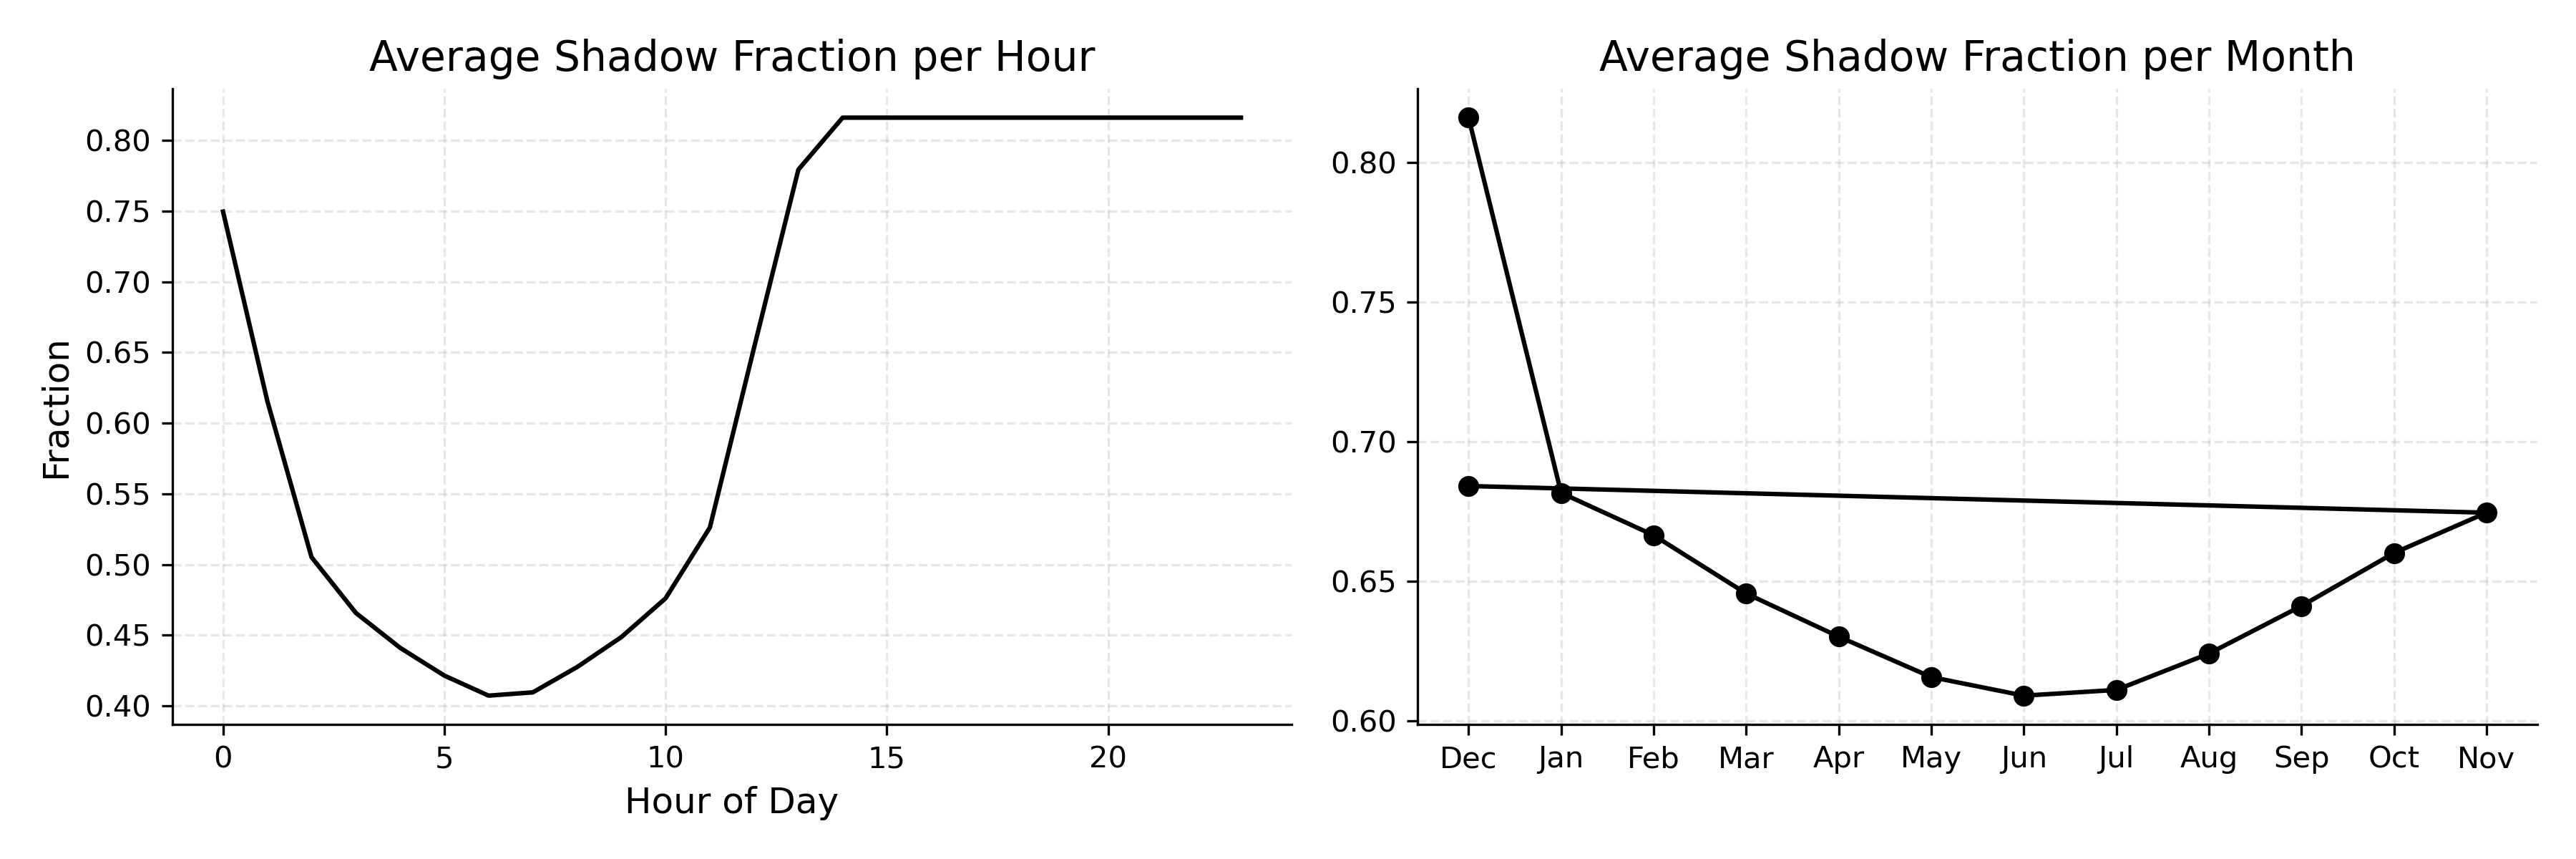 Average Shadow Fraction per Hour
Fraction
0.80
0.75
0.70
0.65
0.60
0.55
0.50
0.45
0.40
0 5 10 15 20
Hour of Day
Average Shadow Fraction per Month
0.80
0.75
0.70
0.65
0.60
Dec Jan Feb Mar Apr May Jun Jul Aug Sep Oct Nov